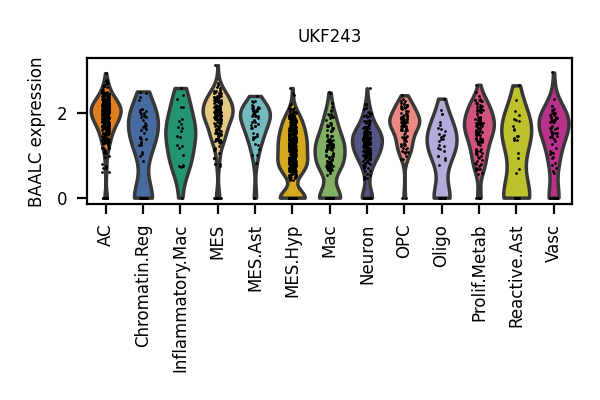 UKF243
BAALC expression
2
0
AC
Chromatin.Reg
Inflammatory.Mac
MES
MES.Ast
MES.Hyp
Mac
Neuron
OPC
Oligo
Prolif.Metab
Reactive.Ast
Vasc